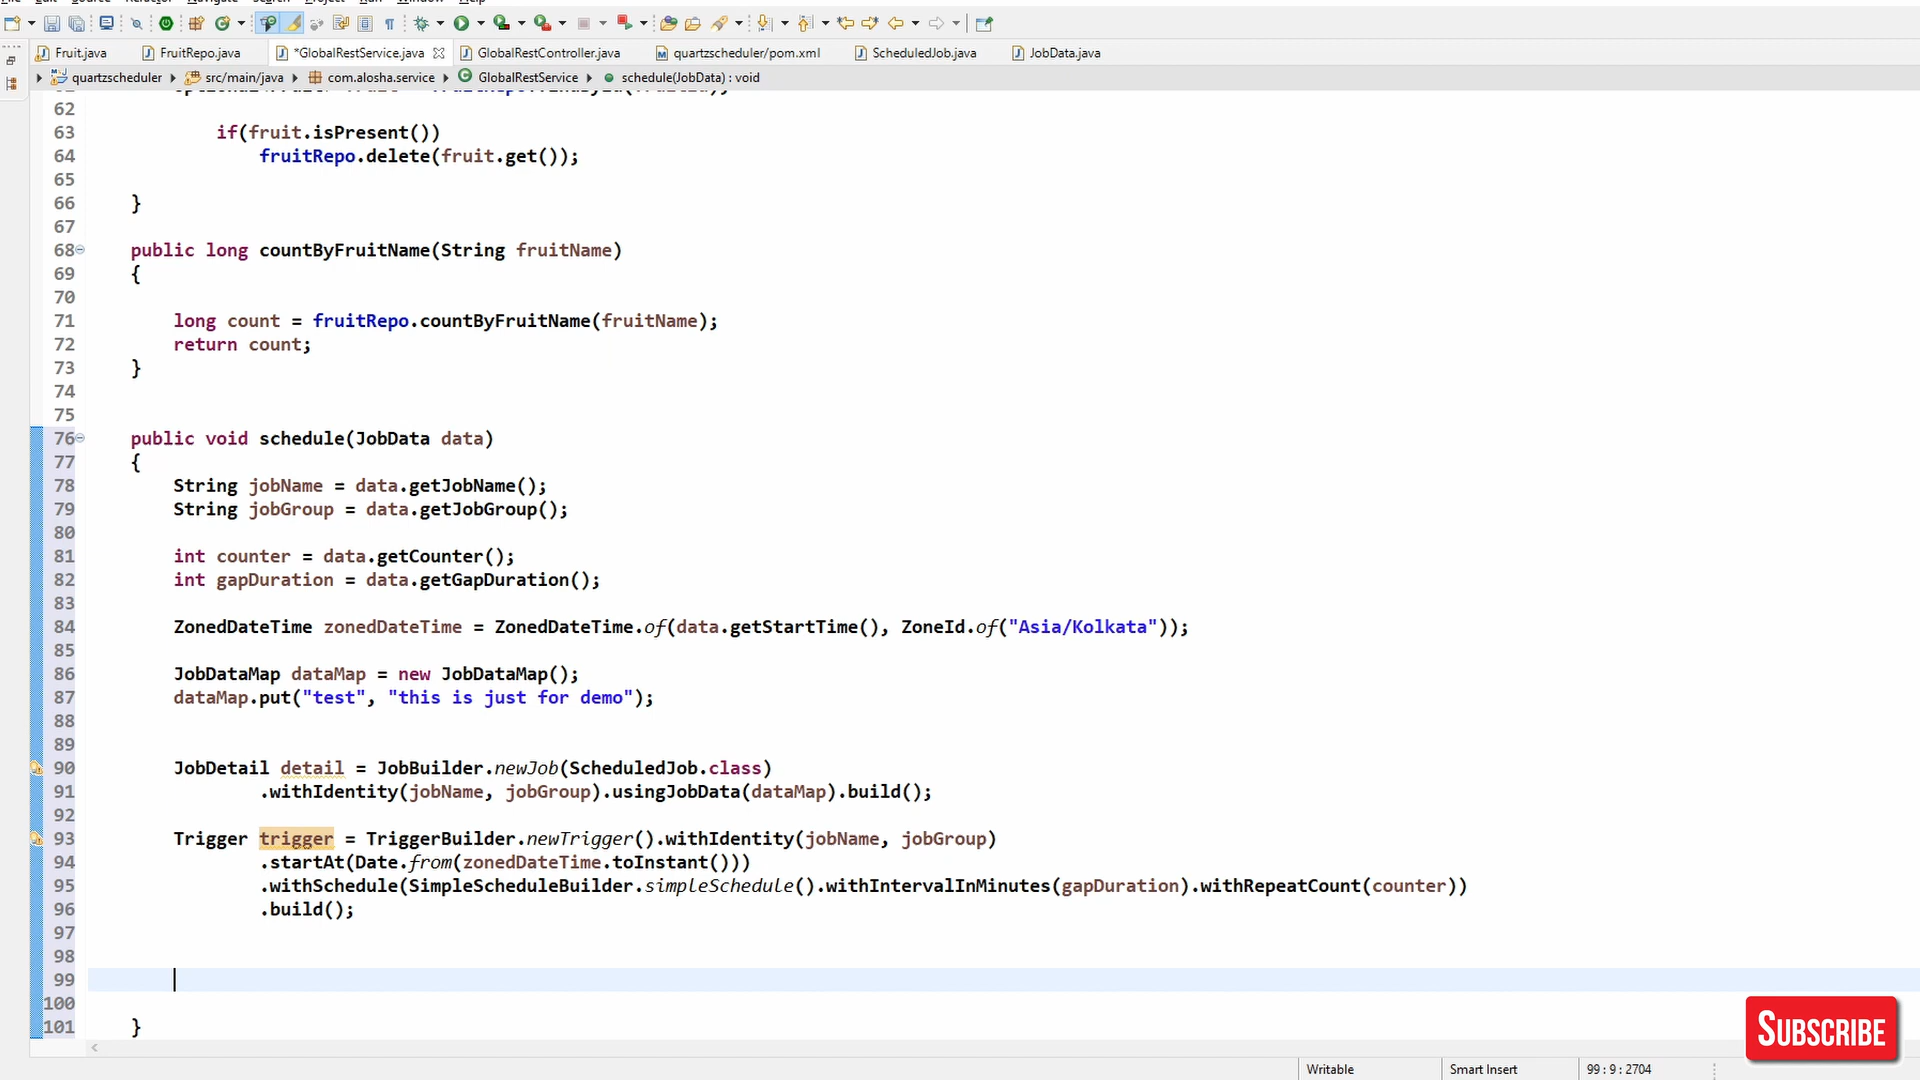 Fruit.java FruitRepo.java *GlobalRestService.java GlobalRestController.java quartzscheduler/pom.xml ScheduledJob.java JobData.java
quartzscheduler src/main/java com.alosha.service GlobalRestService schedule(JobData) : void
62
63 if(fruit.isPresent())
64 fruitRepo.delete(fruit.get());
65
66 }
67
68 public long countByFruitName(String fruitName)
69 {
70
71 long count = fruitRepo.countByFruitName(fruitName);
72 return count;
73 }
74
75
76 public void schedule(JobData data)
77 {
78 String jobName = data.getJobName();
79 String jobGroup = data.getJobGroup();
80
81 int counter = data.getCounter();
82 int gapDuration = data.getGapDuration();
83
84 ZonedDateTime zonedDateTime = ZonedDateTime.of(data.getStartTime(), ZoneId.of("Asia/Kolkata"));
85
86 JobDataMap dataMap = new JobDataMap();
87 dataMap.put("test", "this is just for demo");
88
89
90 JobDetail detail = JobBuilder.newJob(ScheduledJob.class)
91 .withIdentity(jobName, jobGroup).usingJobData(dataMap).build();
92
93 Trigger trigger = TriggerBuilder.newTrigger().withIdentity(jobName, jobGroup)
94 .startAt(Date.from(zonedDateTime.toInstant()))
95 .withSchedule(SimpleScheduleBuilder.simpleSchedule().withIntervalInMinutes(gapDuration).withRepeatCount(counter))
96 .build();
97
98
99
100
101 }
SUBSCRIBE
Writable Smart Insert 99 : 9 : 2704